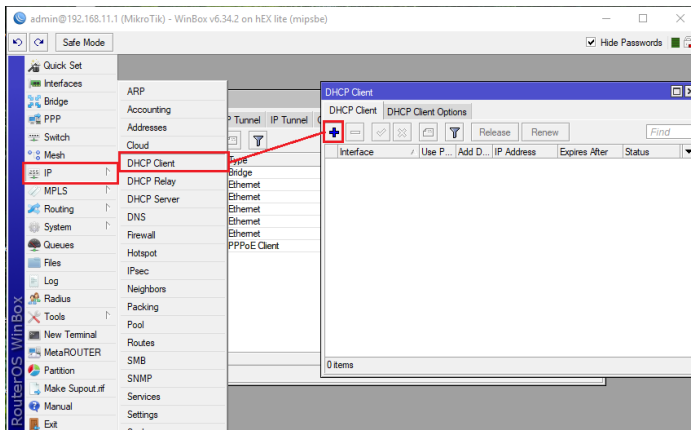 admin@192.168.11.1 (MikroTik) - WinBox v6.34.2 on hEX lite (mipsbe)
Safe Mode
Hide Passwords
Quick Set
Interfaces
Bridge
PPP
Switch
Mesh
IP
MPLS
Routing
System
Queues
Files
Log
Radius
Tools
New Terminal
MetaROUTER
Partition
Make Supout.rif
Manual
Exit
RouterOS WinBox
ARP
Accounting
Addresses
Cloud
DHCP Client
DHCP Relay
DHCP Server
DNS
Firewall
Hotspot
IPsec
Neighbors
Packing
Pool
Routes
SMB
SNMP
Services
Settings
Tunnel IP Tunnel
Type
Bridge
Ethernet
Ethernet
Ethernet
Ethernet
Ethernet
PPPoE Client
DHCP Client
DHCP Client DHCP Client Options
Release Renew Find
Interface Use P... Add D... IP Address Expires After Status
0 items